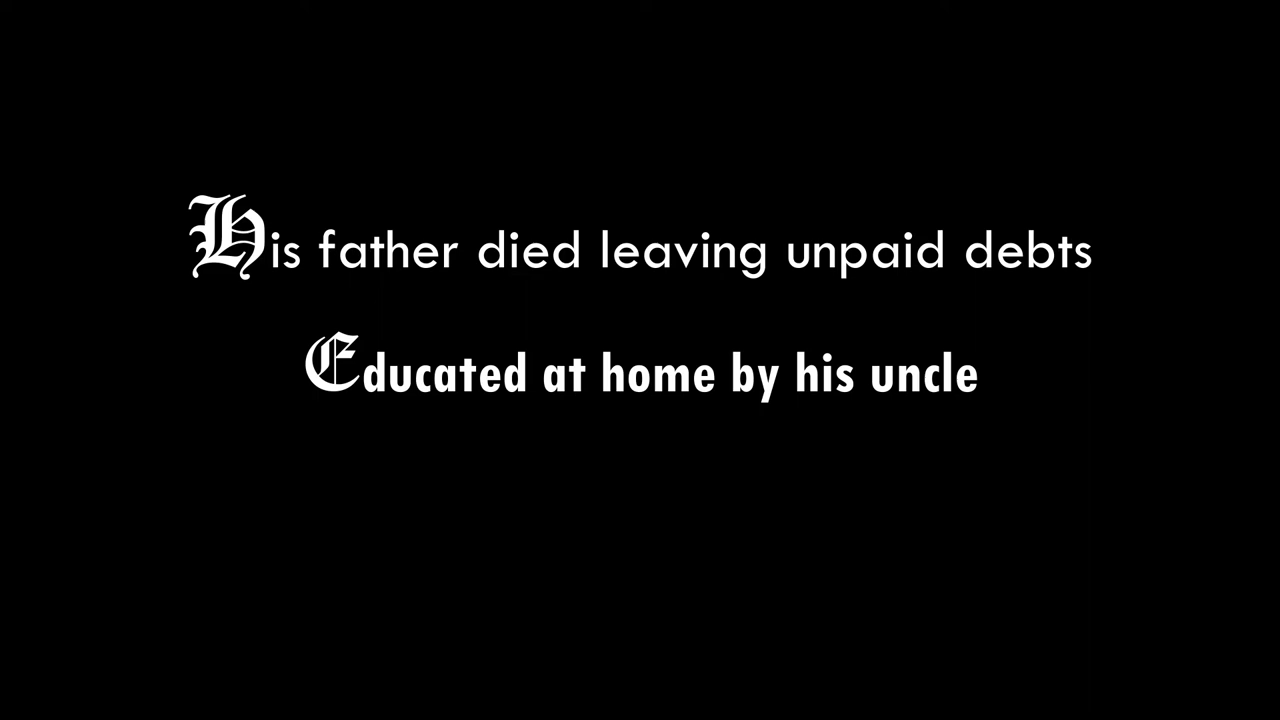 His father died leaving unpaid debts
Educated at home by his uncle